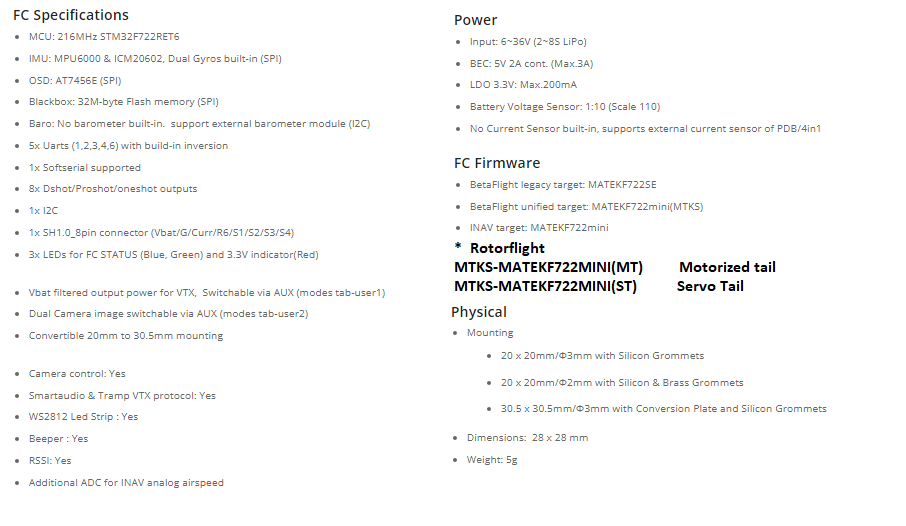 FC Specifications
• MCU: 216MHz STM32F722RET6
• IMU: MPU6000 & ICM20602, Dual Gyros built-in (SPI)
• OSD: AT7456E (SPI)
• Blackbox: 32M-byte Flash memory (SPI)
• Baro: No barometer built-in.  support external barometer module (I2C)
• 5x Uarts (1,2,3,4,6) with build-in inversion
• 1x Softserial supported
• 8x Dshot/Proshot/oneshot outputs
• 1x I2C
• 1x SH1.0_8pin connector (Vbat/G/Curr/R6/S1/S2/S3/S4)
• 3x LEDs for FC STATUS (Blue, Green) and 3.3V indicator(Red)
• Vbat filtered output power for VTX,  Switchable via AUX (modes tab-user1)
• Dual Camera image switchable via AUX (modes tab-user2)
• Convertible 20mm to 30.5mm mounting
• Camera control: Yes
• Smartaudio & Tramp VTX protocol: Yes
• WS2812 Led Strip : Yes
• Beeper : Yes
• RSSI: Yes
• Additional ADC for INAV analog airspeed
Power
• Input: 6~36V (2~8S LiPo)
• BEC: 5V 2A cont. (Max.3A)
• LDO 3.3V: Max.200mA
• Battery Voltage Sensor: 1:10 (Scale 110)
• No Current Sensor built-in, supports external current sensor of PDB/4in1
FC Firmware
• BetaFlight legacy target: MATEKF722SE
• BetaFlight unified target: MATEKF722mini(MTKS)
• INAV target: MATEKF722mini
* Rotorflight
MTKS-MATEKF722MINI(MT) Motorized tail
MTKS-MATEKF722MINI(ST) Servo Tail
Physical
• Mounting
• 20 x 20mm/Φ3mm with Silicon Grommets
• 20 x 20mm/Φ2mm with Silicon & Brass Grommets
• 30.5 x 30.5mm/Φ3mm with Conversion Plate and Silicon Grommets
• Dimensions:  28 x 28 mm
• Weight: 5g